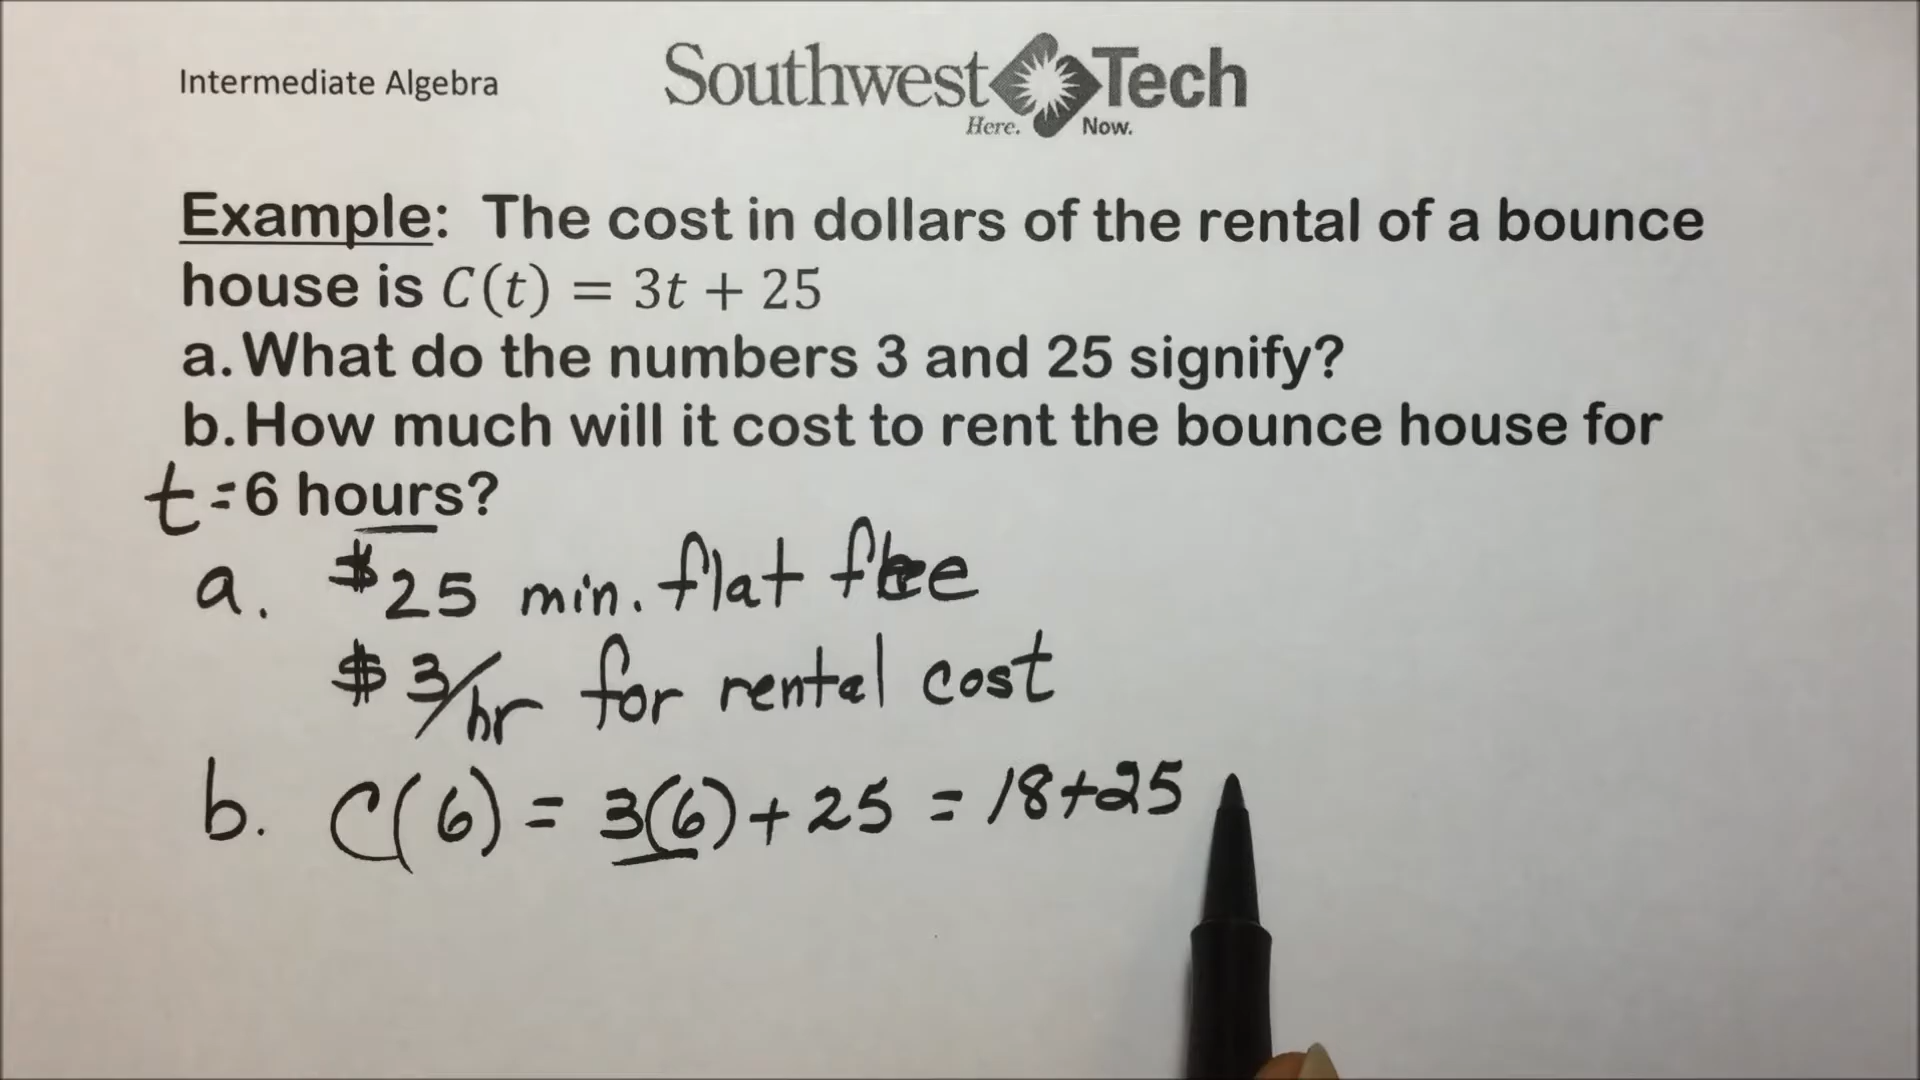 Intermediate Algebra
Southwest Tech
Here. Now.
Example: The cost in dollars of the rental of a bounce
house is C(t) = 3t + 25
a. What do the numbers 3 and 25 signify?
b. How much will it cost to rent the bounce house for
t = 6 hours?
a. $25 min. flat fee
$3/hr for rental cost
b. C(6) = 3(6) + 25 = 18+25